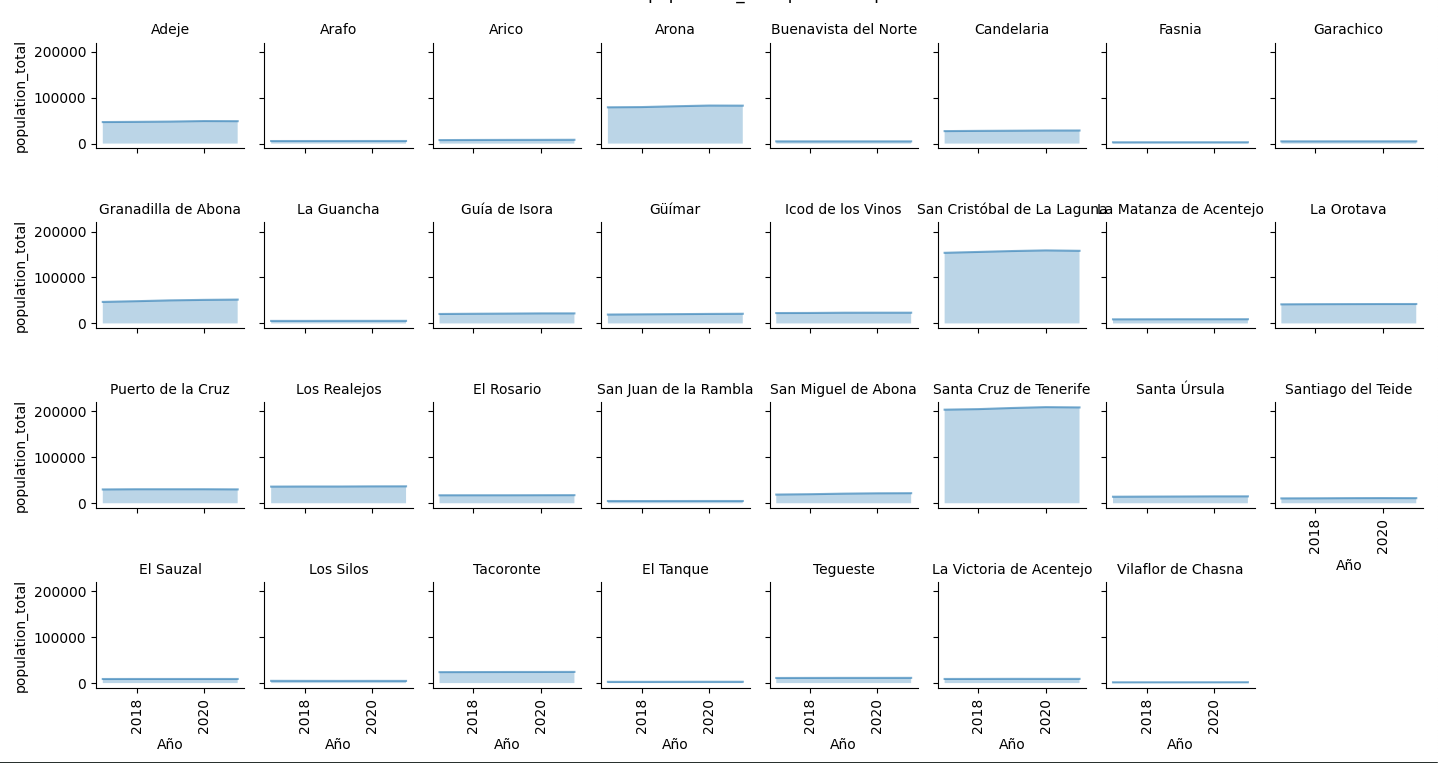 Adeje Arafo Arico Arona Buenavista del Norte Candelaria Fasnia Garachico
population_total
200000
100000
0
Granadilla de Abona La Guancha Guía de Isora Güímar Icod de los Vinos San Cristóbal de La Laguna La Matanza de Acentejo La Orotava
population_total
200000
100000
0
Puerto de la Cruz Los Realejos El Rosario San Juan de la Rambla San Miguel de Abona Santa Cruz de Tenerife Santa Úrsula Santiago del Teide
population_total
200000
100000
0
2018 2020
Año
El Sauzal Los Silos Tacoronte El Tanque Tegueste La Victoria de Acentejo Vilaflor de Chasna
population_total
200000
100000
0
2018 2020 2018 2020 2018 2020 2018 2020 2018 2020 2018 2020 2018 2020
Año Año Año Año Año Año Año